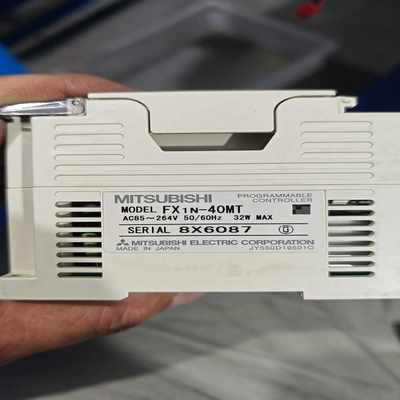 MITSUBISHI PROGRAMMABLE CONTROLLER
MODEL FX1N-40MT
AC85~264V 50/60Hz 32W MAX
SERIAL 8X6087 G
MITSUBISHI ELECTRIC CORPORATION
MADE IN JAPAN JY550D10501C